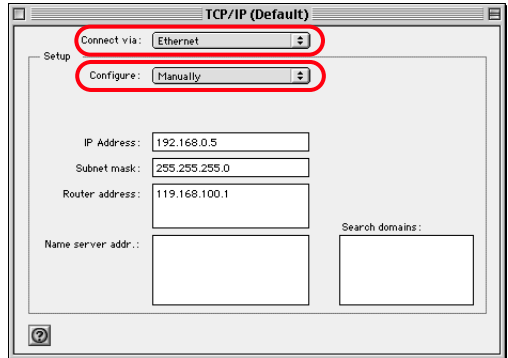 TCP/IP (Default)
Connect via: Ethernet
Setup
Configure: Manually
IP Address: 192.168.0.5
Subnet mask: 255.255.255.0
Router address: 119.168.100.1
Search domains:
Name server addr.:
?